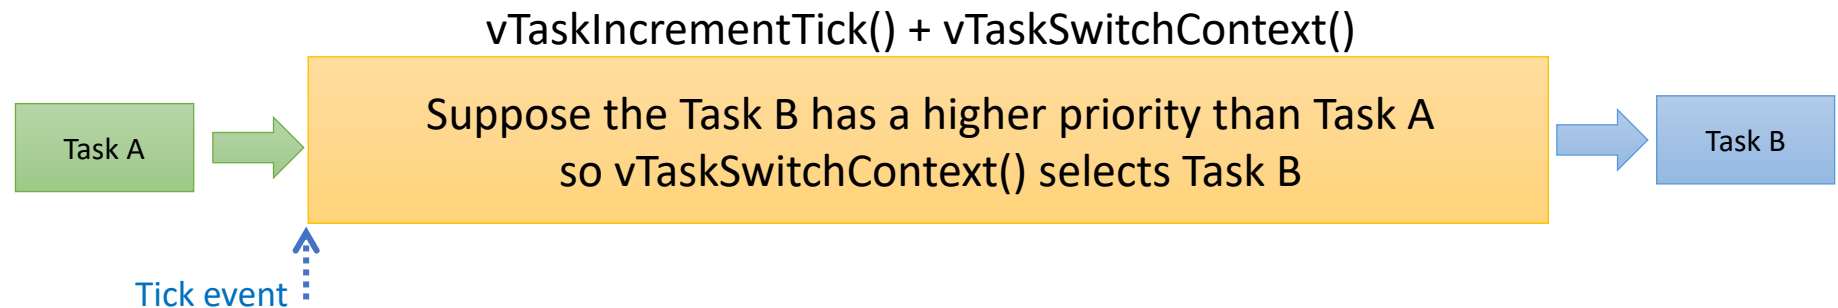 vTaskIncrementTick() + vTaskSwitchContext()
Task A
Suppose the Task B has a higher priority than Task A
so vTaskSwitchContext() selects Task B
Task B
Tick event